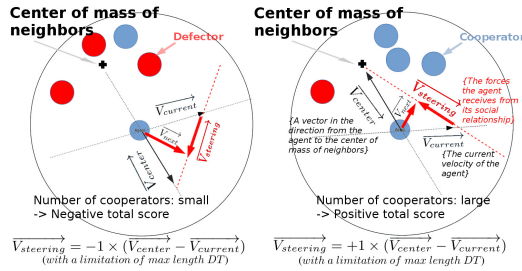 Center of mass of
neighbors
Defector
V_current
V_next
V_steering
V_center
Number of cooperators: small
-> Negative total score
V_steering = −1 × (V_center − V_current)
(with a limitation of max length DT)
Center of mass of
neighbors
Cooperator
{The forces
the agent
receives from
its social
relationship}
V_steering
V_center
V_next
{A vector in the
direction from the
agent to the center
of mass of neighbors}
V_current
{The current
velocity of the
agent}
Number of cooperators: large
-> Positive total score
V_steering = +1 × (V_center − V_current)
(with a limitation of max length DT)